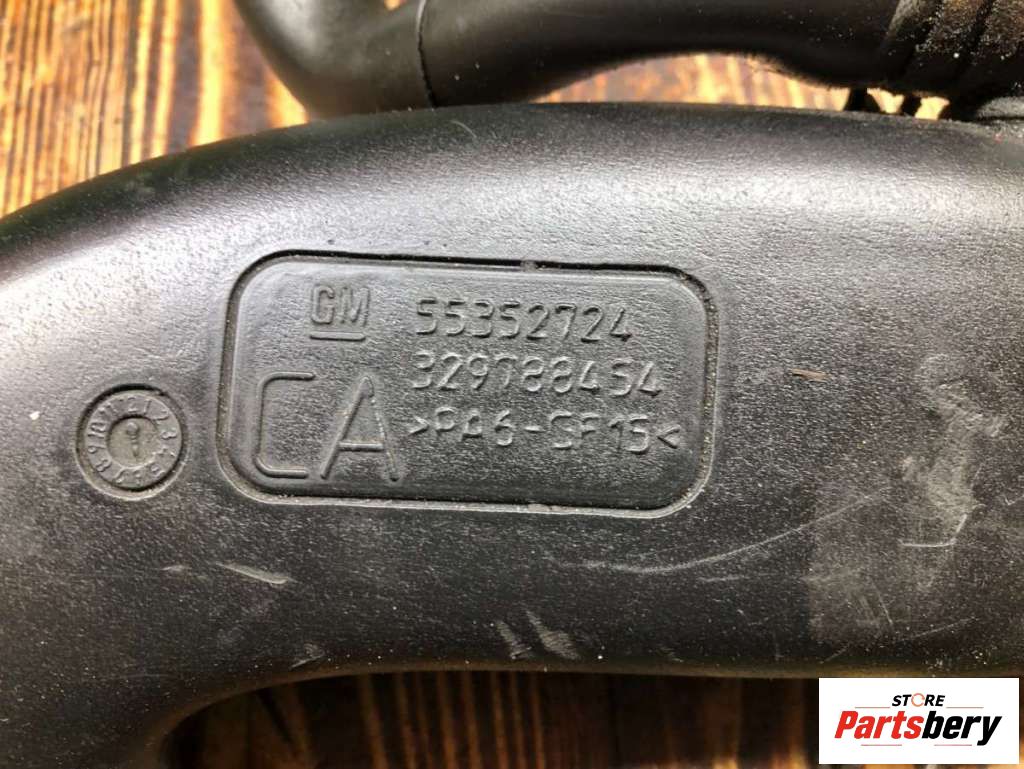 GM 55352724
329788454
CA >PA6-GF15<
STORE
Partsbery